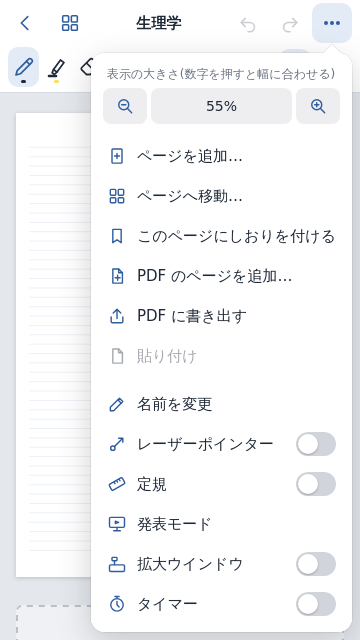 生理学
表示の大きさ(数字を押すと幅に合わせる)
55%
ページを追加...
ページへ移動...
このページにしおりを付ける
PDF のページを追加...
PDF に書き出す
貼り付け
名前を変更
レーザーポインター
定規
発表モード
拡大ウインドウ
タイマー